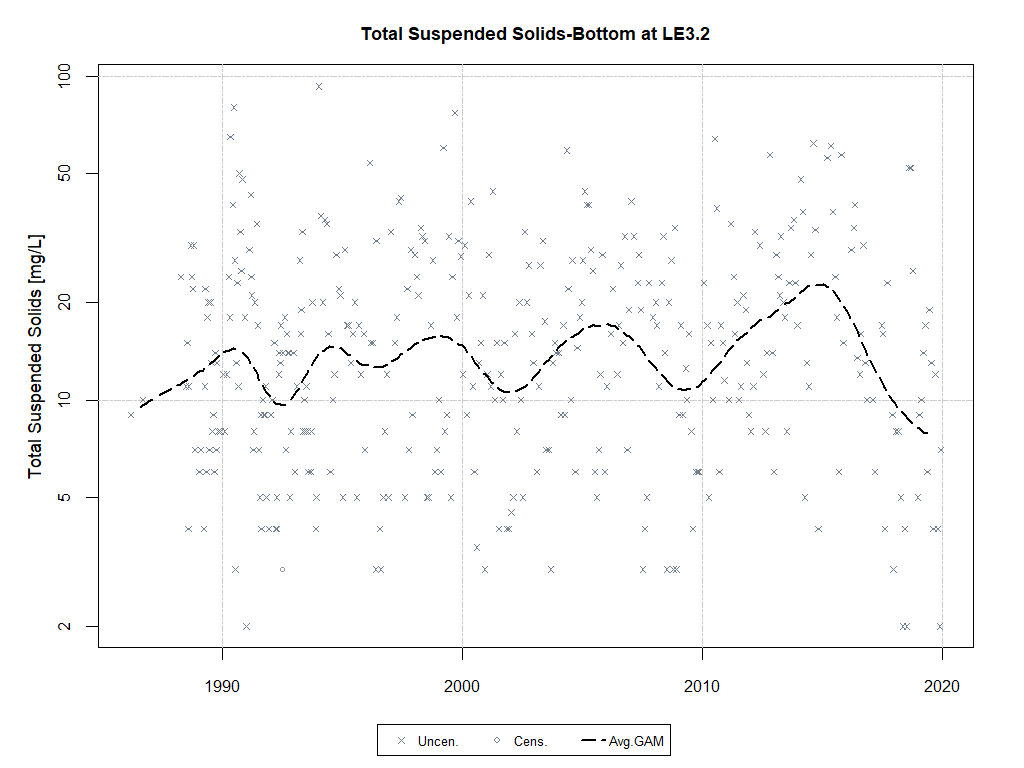 Total Suspended Solids-Bottom at LE3.2
Total Suspended Solids [mg/L]
100
50
20
10
5
2
1990 2000 2010 2020
Uncen. Cens. Avg.GAM